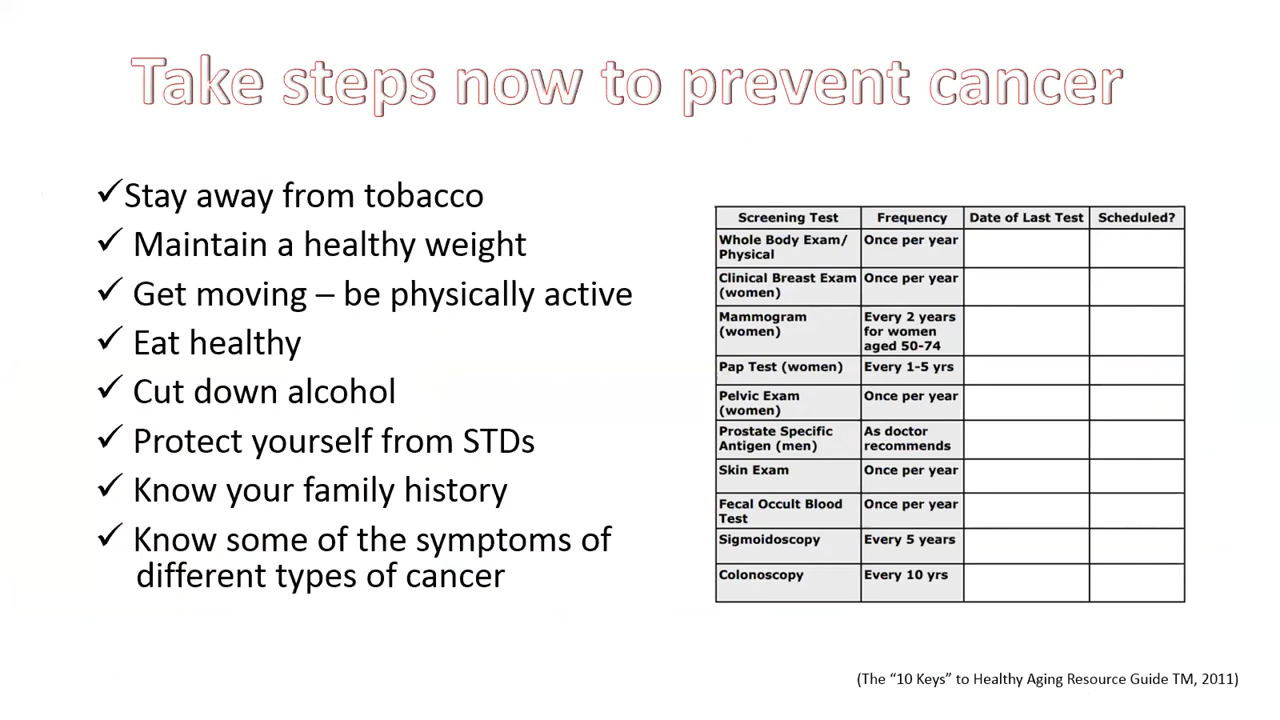 Take steps now to prevent cancer
✓Stay away from tobacco
✓ Maintain a healthy weight
✓ Get moving – be physically active
✓ Eat healthy
✓ Cut down alcohol
✓ Protect yourself from STDs
✓ Know your family history
✓ Know some of the symptoms of
different types of cancer
Screening Test Frequency Date of Last Test Scheduled?
Whole Body Exam/ Once per year
Physical
Clinical Breast Exam Once per year
(women)
Mammogram Every 2 years
(women) for women
aged 50-74
Pap Test (women) Every 1-5 yrs
Pelvic Exam Once per year
(women)
Prostate Specific As doctor
Antigen (men) recommends
Skin Exam Once per year
Fecal Occult Blood Once per year
Test
Sigmoidoscopy Every 5 years
Colonoscopy Every 10 yrs
(The “10 Keys” to Healthy Aging Resource Guide TM, 2011)